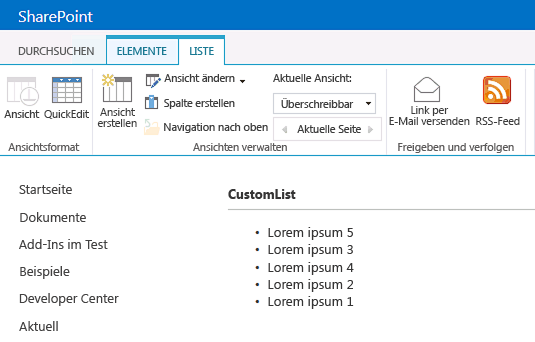 SharePoint
DURCHSUCHEN
ELEMENTE
LISTE
Ansicht
QuickEdit
Ansichtsformat
Ansicht
erstellen
Ansicht ändern
Spalte erstellen
Navigation nach oben
Aktuelle Ansicht:
Überschreibbar
Aktuelle Seite
Ansichten verwalten
Link per
E-Mail versenden
RSS-Feed
Freigeben und verfolgen
Startseite
Dokumente
Add-Ins im Test
Beispiele
Developer Center
Aktuell
CustomList
• Lorem ipsum 5
• Lorem ipsum 3
• Lorem ipsum 4
• Lorem ipsum 2
• Lorem ipsum 1